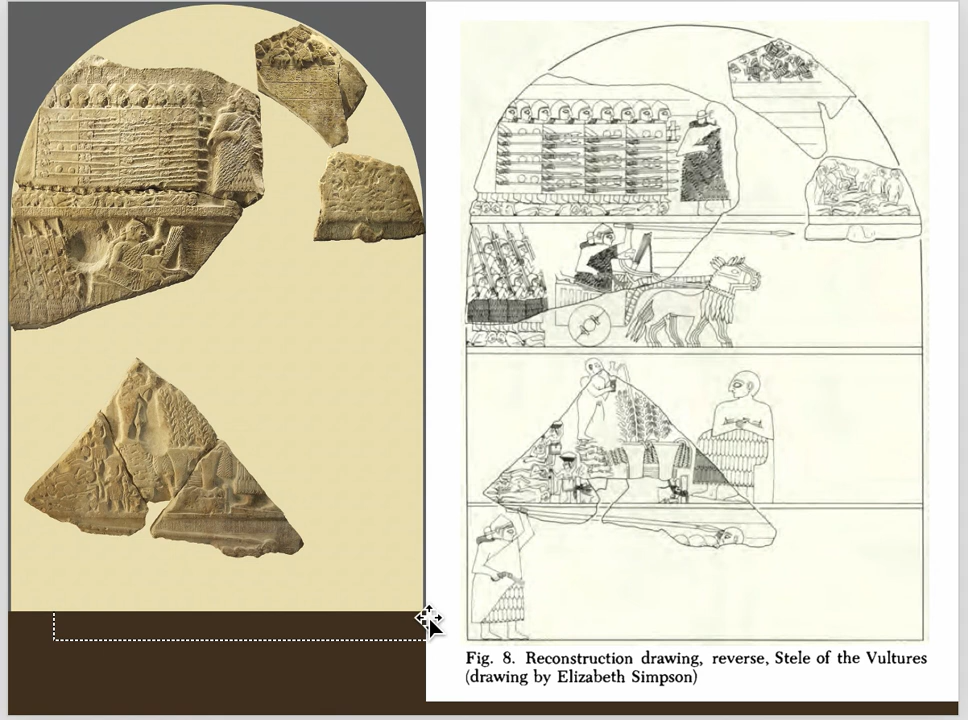 Fig. 8. Reconstruction drawing, reverse, Stele of the Vultures
(drawing by Elizabeth Simpson)